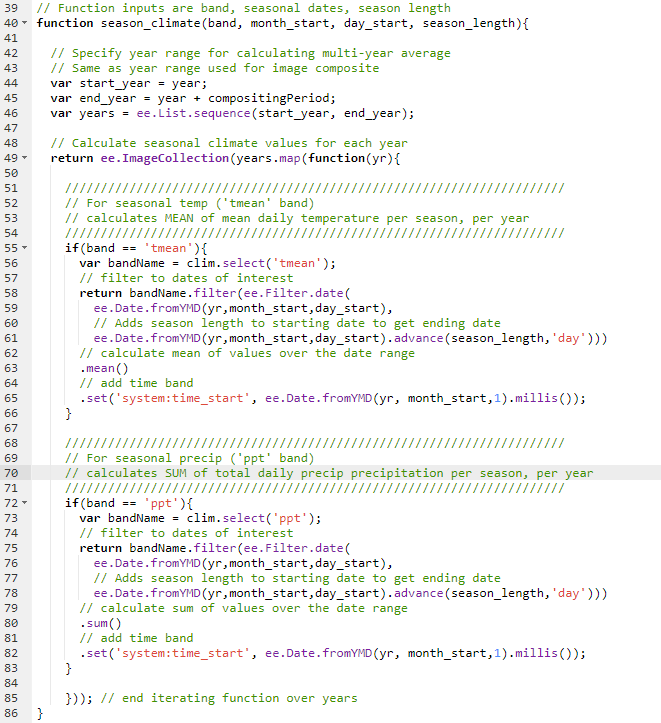 39 // Function inputs are band, seasonal dates, season length
40 function season_climate(band, month_start, day_start, season_length){
41
42 // Specify year range for calculating multi-year average
43 // Same as year range used for image composite
44 var start_year = year;
45 var end_year = year + compositingPeriod;
46 var years = ee.List.sequence(start_year, end_year);
47
48 // Calculate seasonal climate values for each year
49 return ee.ImageCollection(years.map(function(yr){
50
51 //////////////////////////////////////////////////////////////////////
52 // For seasonal temp ('tmean' band)
53 // calculates MEAN of mean daily temperature per season, per year
54 //////////////////////////////////////////////////////////////////////
55 if(band == 'tmean'){
56 var bandName = clim.select('tmean');
57 // filter to dates of interest
58 return bandName.filter(ee.Filter.date(
59 ee.Date.fromYMD(yr,month_start,day_start),
60 // Adds season length to starting date to get ending date
61 ee.Date.fromYMD(yr,month_start,day_start).advance(season_length,'day')))
62 // calculate mean of values over the date range
63 .mean()
64 // add time band
65 .set('system:time_start', ee.Date.fromYMD(yr, month_start,1).millis());
66 }
67
68 //////////////////////////////////////////////////////////////////////
69 // For seasonal precip ('ppt' band)
70 // calculates SUM of total daily precip precipitation per season, per year
71 //////////////////////////////////////////////////////////////////////
72 if(band == 'ppt'){
73 var bandName = clim.select('ppt');
74 // filter to dates of interest
75 return bandName.filter(ee.Filter.date(
76 ee.Date.fromYMD(yr,month_start,day_start),
77 // Adds season length to starting date to get ending date
78 ee.Date.fromYMD(yr,month_start,day_start).advance(season_length,'day')))
79 // calculate sum of values over the date range
80 .sum()
81 // add time band
82 .set('system:time_start', ee.Date.fromYMD(yr, month_start,1).millis());
83 }
84
85 })); // end iterating function over years
86 }